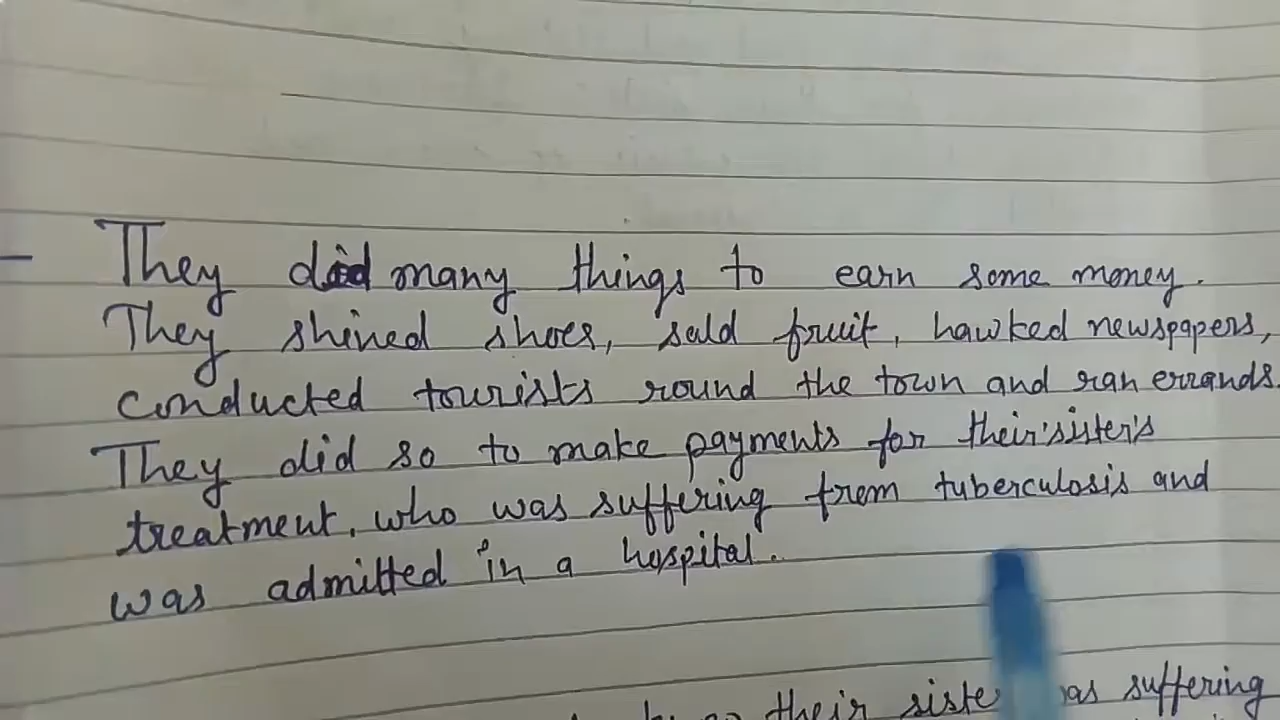 — They did many things to earn some money.
They shined shoes, sold fruit, hawked newspapers,
conducted tourists round the town and ran errands.
They did so to make payments for their sister's
treatment, who was suffering from tuberculosis and
was admitted in a hospital.
their siste as suffering